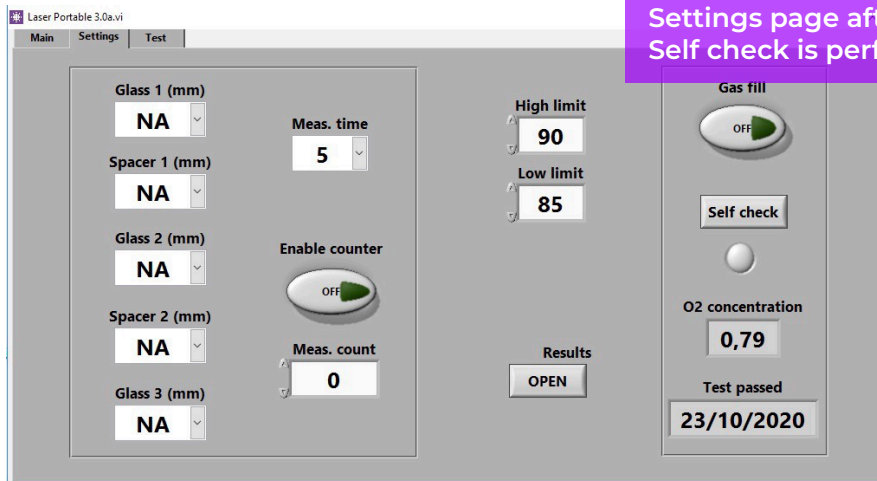 Laser Portable 3.0a.vi
Settings page af
Self check is per
Main Settings Test
Glass 1 (mm)
NA
Spacer 1 (mm)
NA
Glass 2 (mm)
NA
Spacer 2 (mm)
NA
Glass 3 (mm)
NA
Meas. time
5
Enable counter
OFF
Meas. count
0
High limit
90
Low limit
85
Results
OPEN
Gas fill
OFF
Self check
O2 concentration
0,79
Test passed
23/10/2020